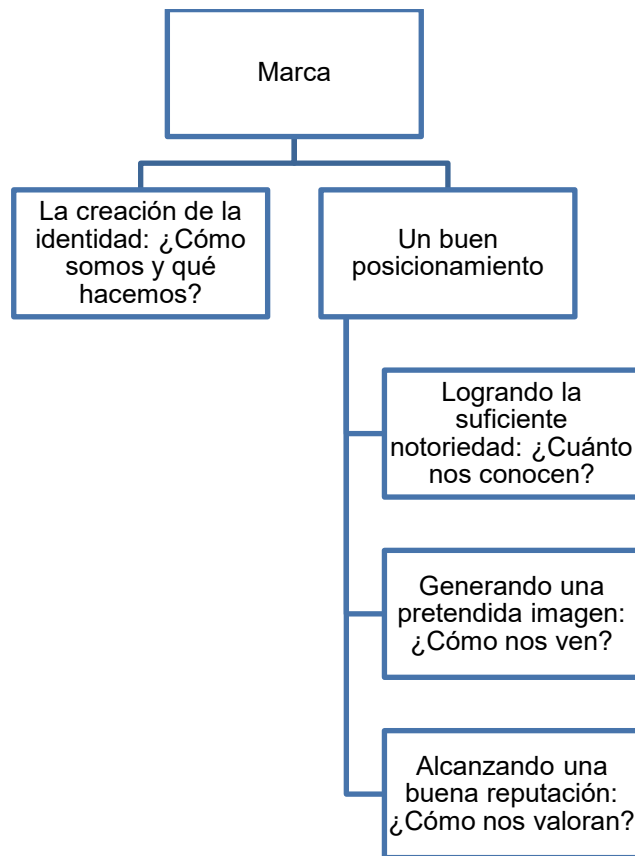 Marca
La creación de la
identidad: ¿Cómo
somos y qué
hacemos?
Un buen
posicionamiento
Logrando la
suficiente
notoriedad: ¿Cuánto
nos conocen?
Generando una
pretendida imagen:
¿Cómo nos ven?
Alcanzando una
buena reputación:
¿Cómo nos valoran?